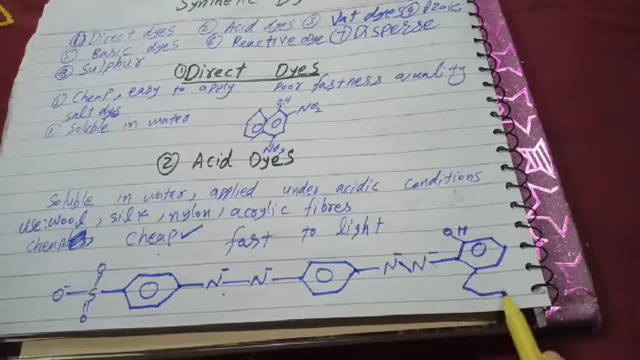 Synthetic D
① Direct dyes ② Acid dyes ③ Vat dyes ④ Azoic
⑤ Basic dyes ⑥ Reactive dye ⑦ Disperse
⑧ Sulphur
① Direct Dyes
① Cheap, easy to apply Poor fastness quality
salt dyes
② Soluble in water
OH
NO2
NO2
② Acid Dyes
Soluble in water, applied under acidic conditions
use: wool, silk, nylon, acrylic fibres
cheap cheap ✓ fast to light
O
O⁻ S N N N N OH
O